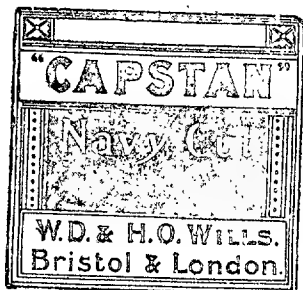 "CAPSTAN"
Navy Cut
W.D. & H.O. WILLS.
Bristol & London.